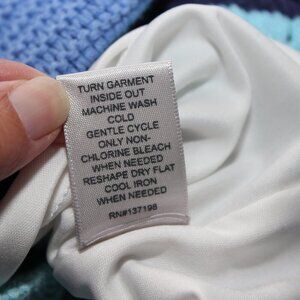 TURN GARMENT
INSIDE OUT
MACHINE WASH
COLD
GENTLE CYCLE
ONLY NON-
CHLORINE BLEACH
WHEN NEEDED
RESHAPE DRY FLAT
COOL IRON
WHEN NEEDED
RN#137198